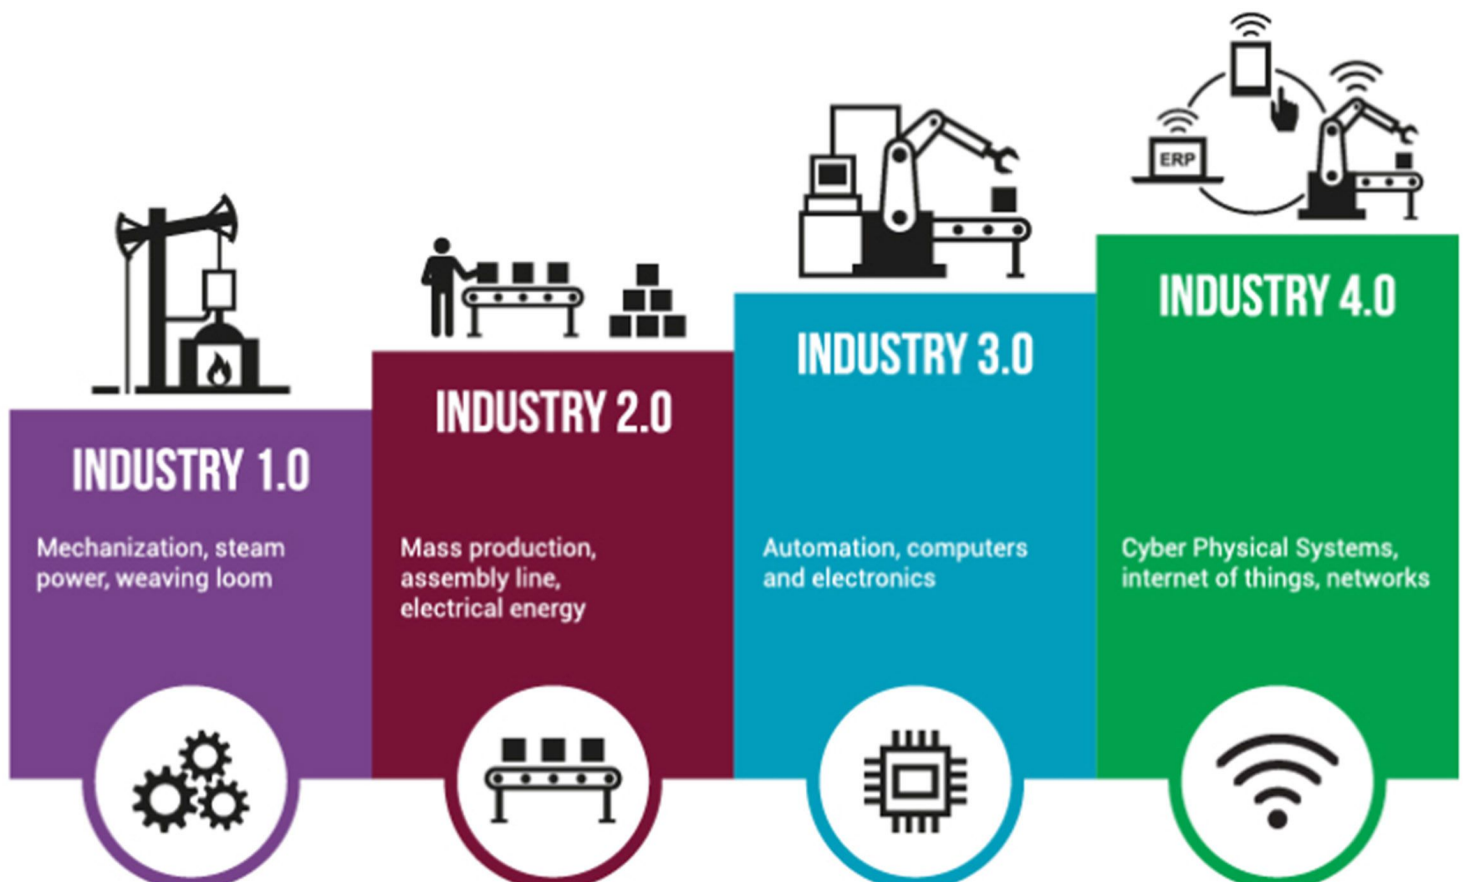 ERP
INDUSTRY 1.0
Mechanization, steam
power, weaving loom
INDUSTRY 2.0
Mass production,
assembly line,
electrical energy
INDUSTRY 3.0
Automation, computers
and electronics
INDUSTRY 4.0
Cyber Physical Systems,
internet of things, networks